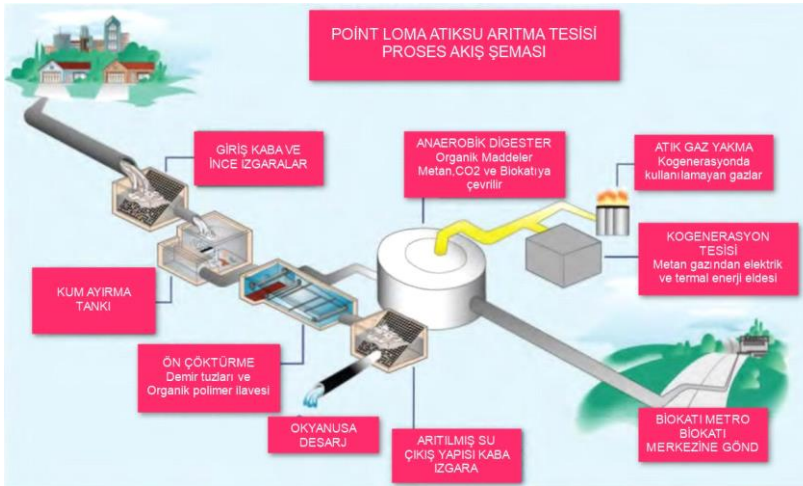 POİNT LOMA ATIKSU ARITMA TESİSİ
PROSES AKIŞ ŞEMASI
GİRİŞ KABA VE
İNCE IZGARALAR
ANAEROBİK DİGESTER
Organik Maddeler
Metan,CO2 ve Biokatıya
çevrilir
ATIK GAZ YAKMA
Kogenerasyonda
kullanılamayan gazlar
KOGENERASYON
TESİSİ
Metan gazından elektrik
ve termal enerji eldesi
KUM AYIRMA
TANKI
ÖN ÇÖKTÜRME
Demir tuzları ve
Organik polimer ilavesi
OKYANUSA
DESARJ
ARITILMIŞ SU
ÇIKIŞ YAPISI KABA
IZGARA
BİOKATI METRO
BİOKATI
MERKEZİNE GÖND